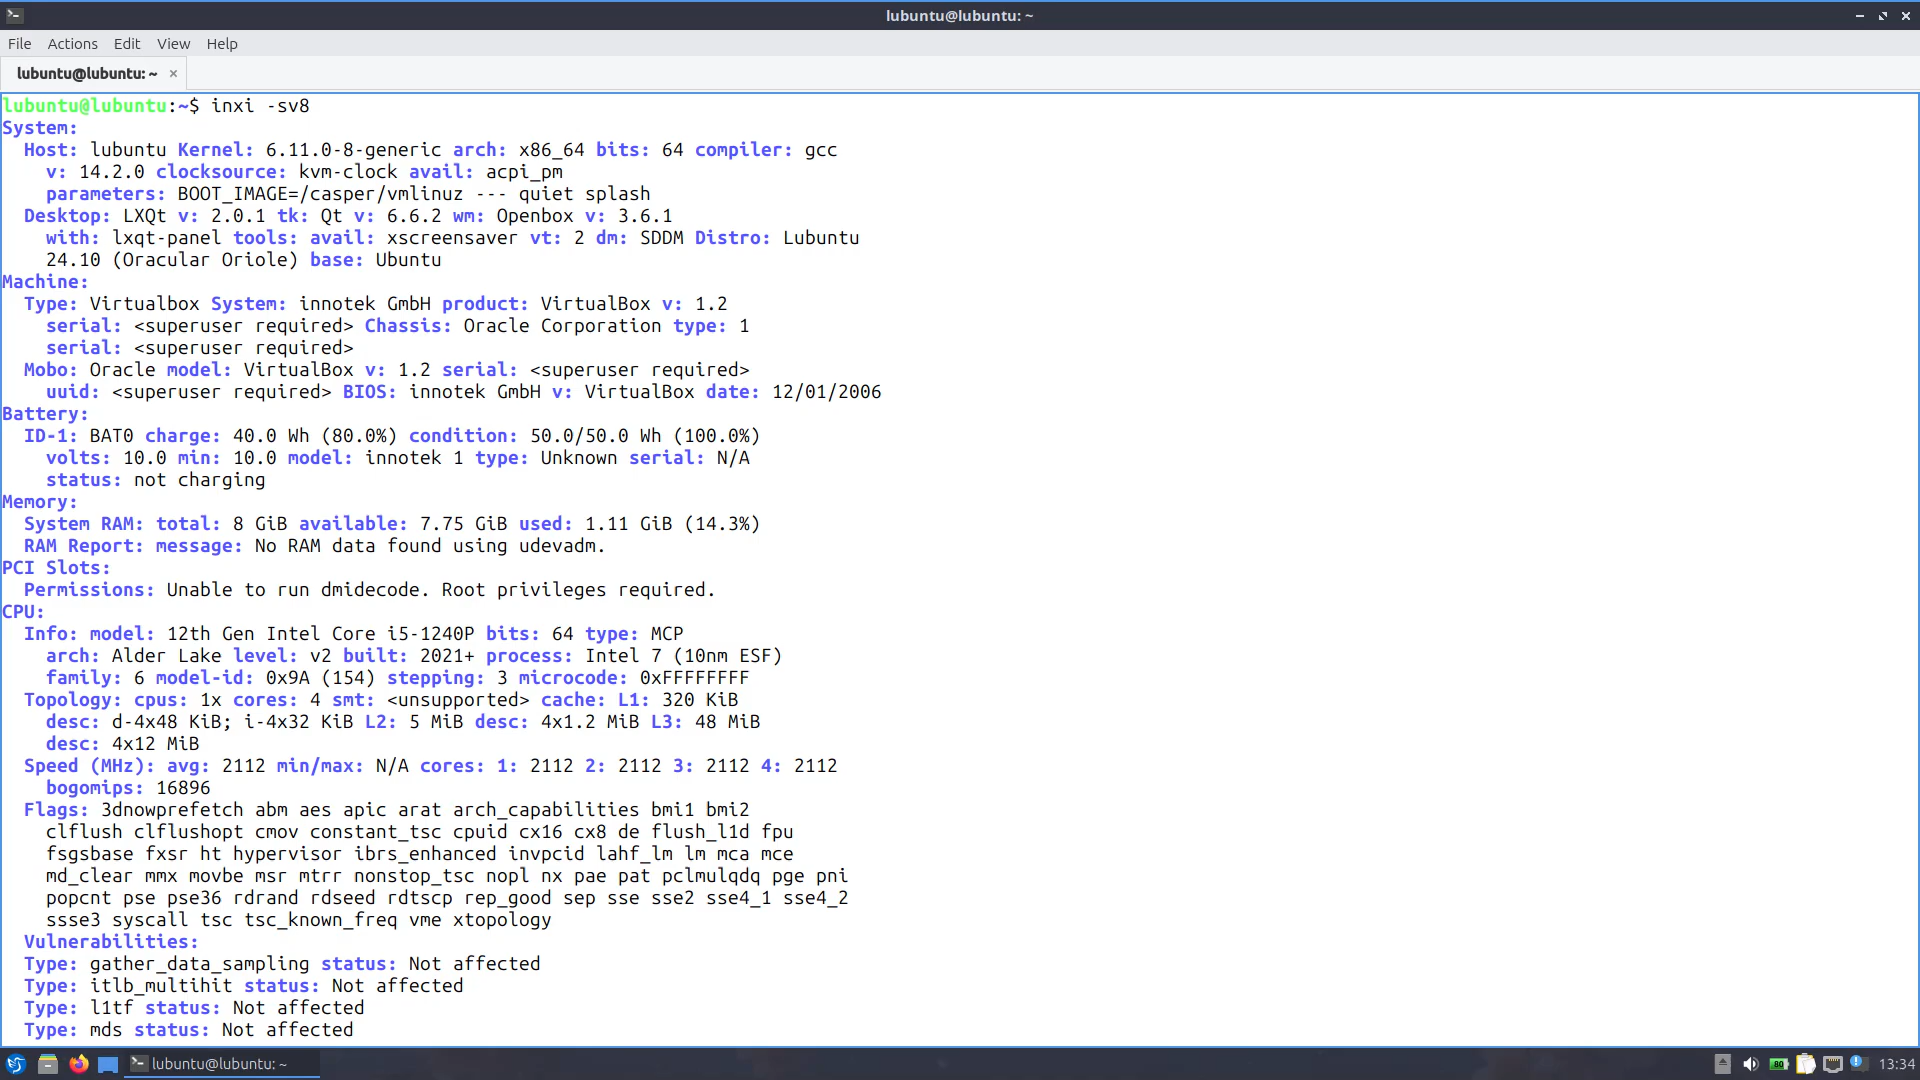 lubuntu@lubuntu: ~
File Actions Edit View Help
lubuntu@lubuntu: ~ ×
lubuntu@lubuntu:~$ inxi -sv8
System:
Host: lubuntu Kernel: 6.11.0-8-generic arch: x86_64 bits: 64 compiler: gcc
v: 14.2.0 clocksource: kvm-clock avail: acpi_pm
parameters: BOOT_IMAGE=/casper/vmlinuz --- quiet splash
Desktop: LXQt v: 2.0.1 tk: Qt v: 6.6.2 wm: Openbox v: 3.6.1
with: lxqt-panel tools: avail: xscreensaver vt: 2 dm: SDDM Distro: Lubuntu
24.10 (Oracular Oriole) base: Ubuntu
Machine:
Type: Virtualbox System: innotek GmbH product: VirtualBox v: 1.2
serial: <superuser required> Chassis: Oracle Corporation type: 1
serial: <superuser required>
Mobo: Oracle model: VirtualBox v: 1.2 serial: <superuser required>
uuid: <superuser required> BIOS: innotek GmbH v: VirtualBox date: 12/01/2006
Battery:
ID-1: BAT0 charge: 40.0 Wh (80.0%) condition: 50.0/50.0 Wh (100.0%)
volts: 10.0 min: 10.0 model: innotek 1 type: Unknown serial: N/A
status: not charging
Memory:
System RAM: total: 8 GiB available: 7.75 GiB used: 1.11 GiB (14.3%)
RAM Report: message: No RAM data found using udevadm.
PCI Slots:
Permissions: Unable to run dmidecode. Root privileges required.
CPU:
Info: model: 12th Gen Intel Core i5-1240P bits: 64 type: MCP
arch: Alder Lake level: v2 built: 2021+ process: Intel 7 (10nm ESF)
family: 6 model-id: 0x9A (154) stepping: 3 microcode: 0xFFFFFFFF
Topology: cpus: 1x cores: 4 smt: <unsupported> cache: L1: 320 KiB
desc: d-4x48 KiB; i-4x32 KiB L2: 5 MiB desc: 4x1.2 MiB L3: 48 MiB
desc: 4x12 MiB
Speed (MHz): avg: 2112 min/max: N/A cores: 1: 2112 2: 2112 3: 2112 4: 2112
bogomips: 16896
Flags: 3dnowprefetch abm aes apic arat arch_capabilities bmi1 bmi2
clflush clflushopt cmov constant_tsc cpuid cx16 cx8 de flush_l1d fpu
fsgsbase fxsr ht hypervisor ibrs_enhanced invpcid lahf_lm lm mca mce
md_clear mmx movbe msr mtrr nonstop_tsc nopl nx pae pat pclmulqdq pge pni
popcnt pse pse36 rdrand rdseed rdtscp rep_good sep sse sse2 sse4_1 sse4_2
ssse3 syscall tsc tsc_known_freq vme xtopology
Vulnerabilities:
Type: gather_data_sampling status: Not affected
Type: itlb_multihit status: Not affected
Type: l1tf status: Not affected
Type: mds status: Not affected
lubuntu@lubuntu: ~
80
13:34